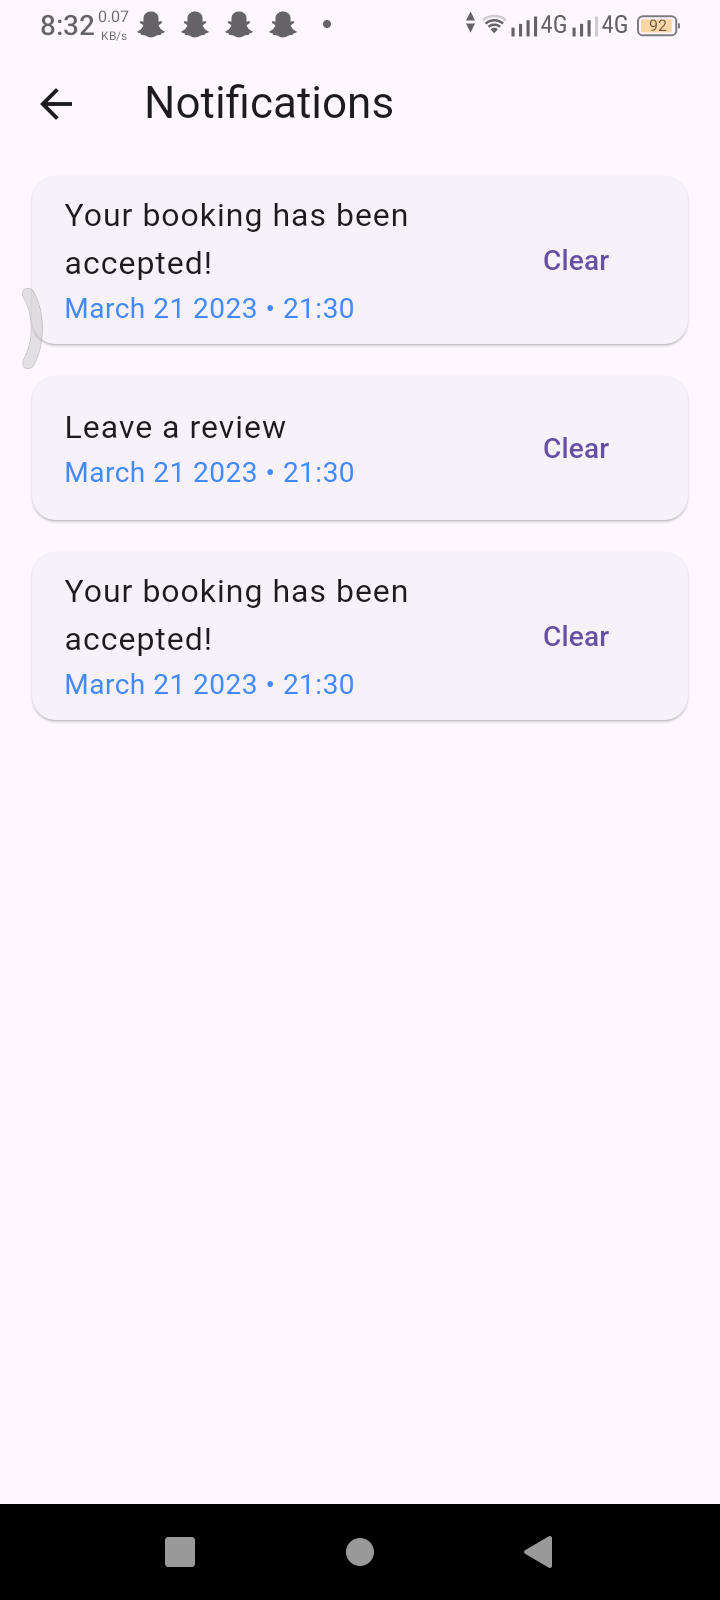 8:32 0.07 KB/s 4G 4G 92
Notifications
Your booking has been
accepted!
March 21 2023 • 21:30
Clear
Leave a review
March 21 2023 • 21:30
Clear
Your booking has been
accepted!
March 21 2023 • 21:30
Clear